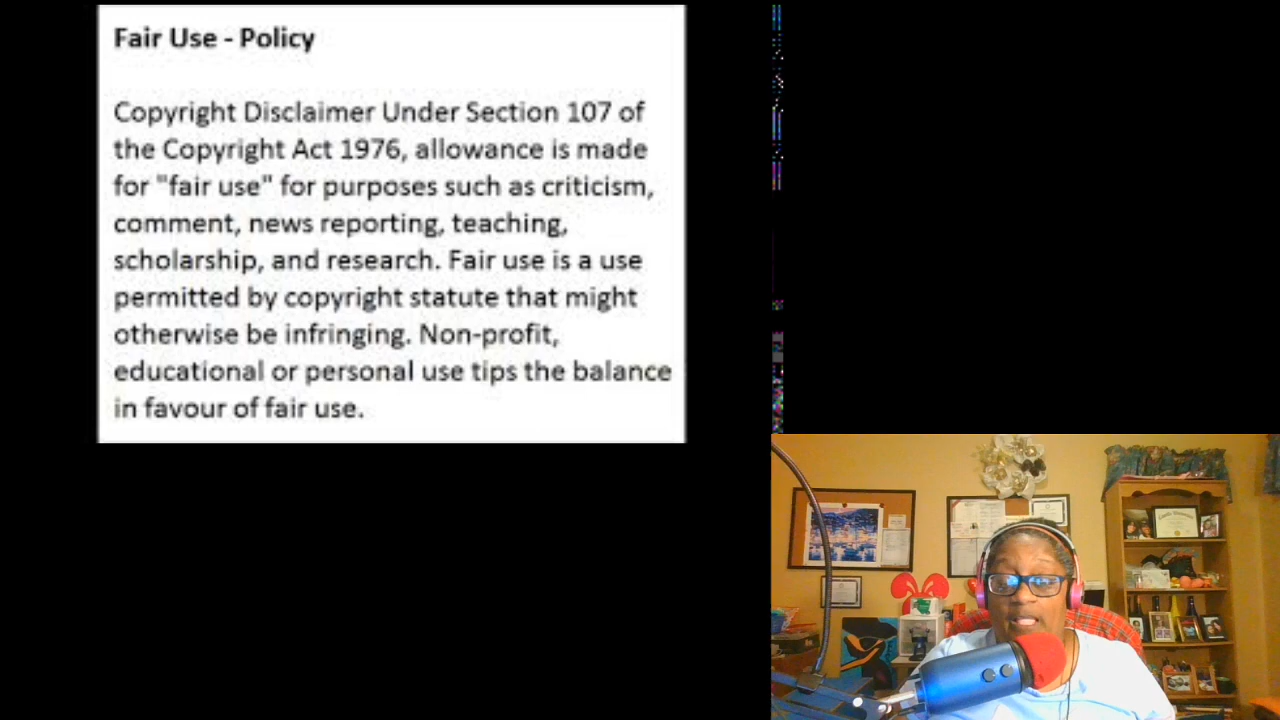 Fair Use - Policy
Copyright Disclaimer Under Section 107 of
the Copyright Act 1976, allowance is made
for "fair use" for purposes such as criticism,
comment, news reporting, teaching,
scholarship, and research. Fair use is a use
permitted by copyright statute that might
otherwise be infringing. Non-profit,
educational or personal use tips the balance
in favour of fair use.